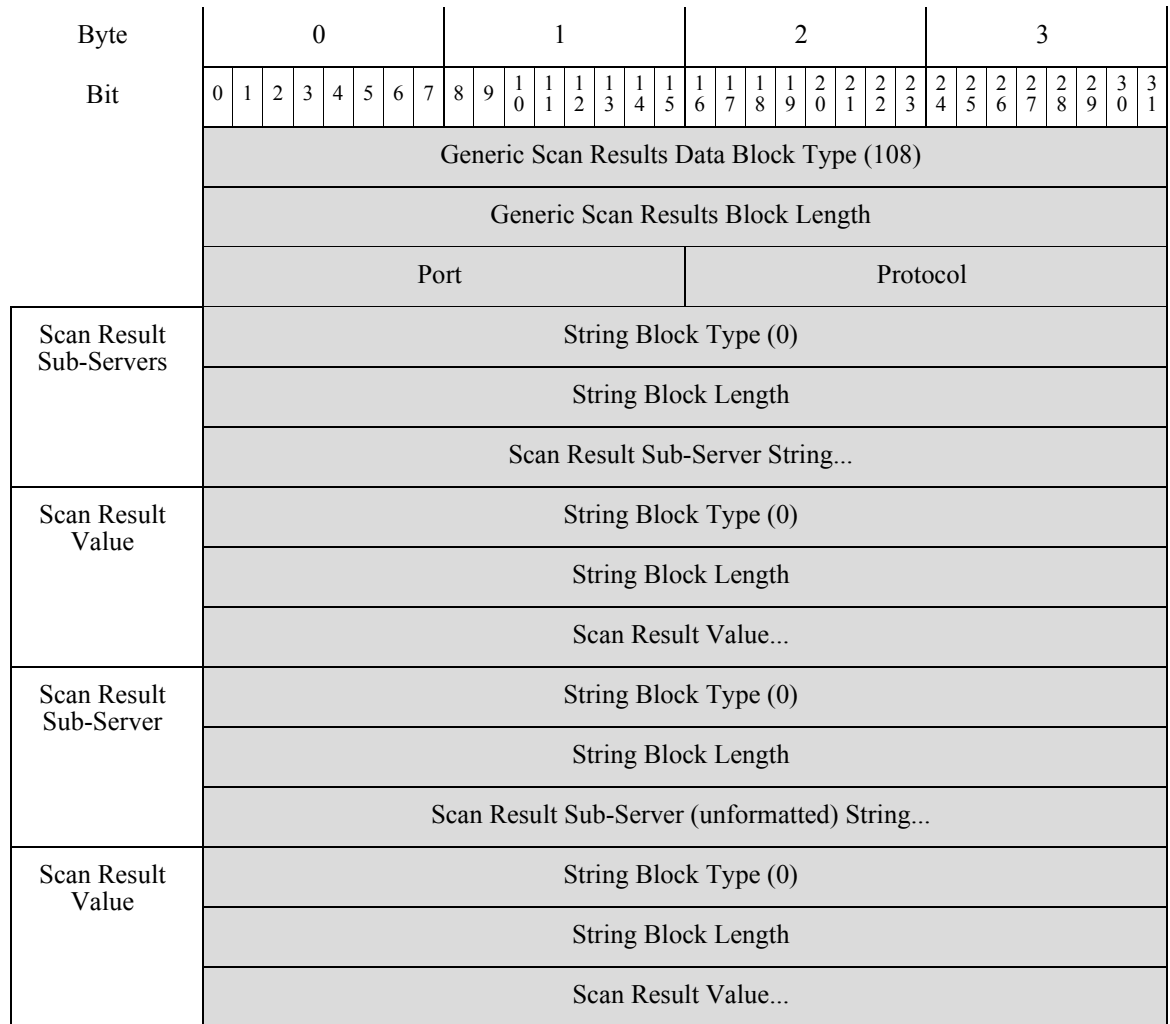 Byte 0 1 2 3
Bit 0 1 2 3 4 5 6 7 8 9 10 11 12 13 14 15 16 17 18 19 20 21 22 23 24 25 26 27 28 29 30 31
Generic Scan Results Data Block Type (108)
Generic Scan Results Block Length
Port Protocol
Scan Result
Sub-Servers
String Block Type (0)
String Block Length
Scan Result Sub-Server String...
Scan Result
Value
String Block Type (0)
String Block Length
Scan Result Value...
Scan Result
Sub-Server
String Block Type (0)
String Block Length
Scan Result Sub-Server (unformatted) String...
Scan Result
Value
String Block Type (0)
String Block Length
Scan Result Value...